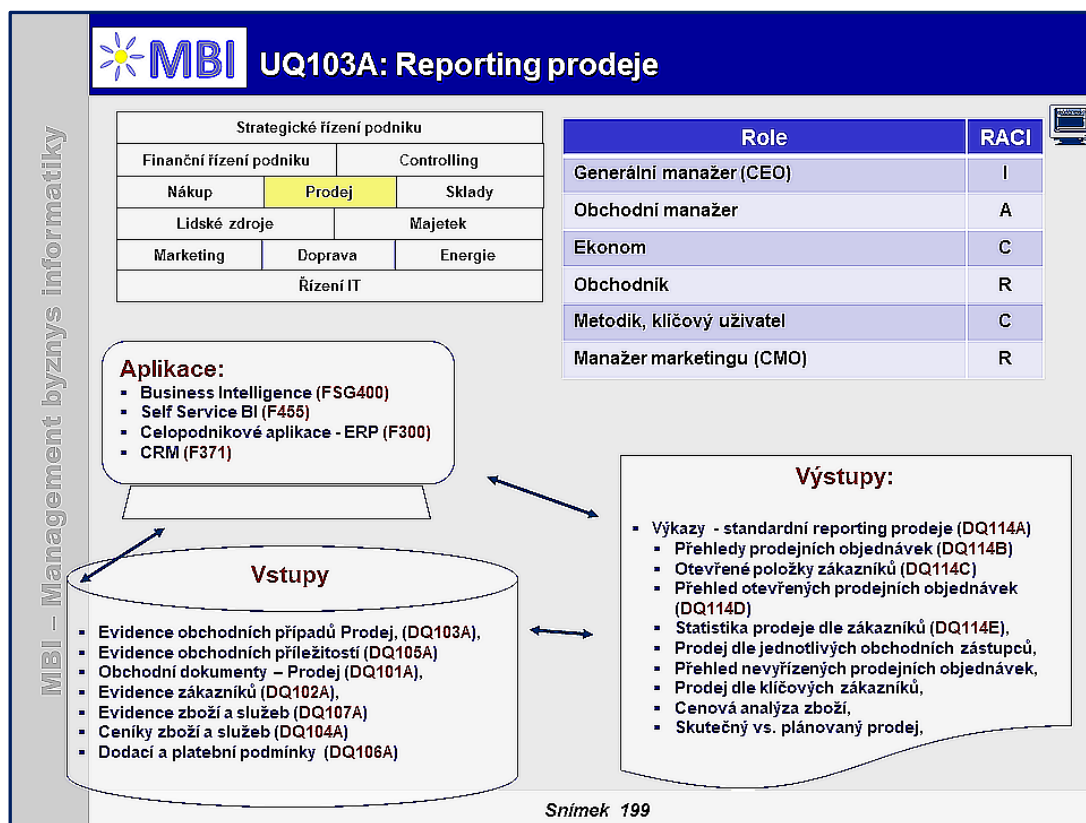 MBI
UQ103A: Reporting prodeje
MBI – Management byznys informatiky
Strategické řízení podniku
Finanční řízení podniku
Controlling
Nákup
Prodej
Sklady
Lidské zdroje
Majetek
Marketing
Doprava
Energie
Řízení IT
Role RACI
Generální manažer (CEO) I
Obchodní manažer A
Ekonom C
Obchodník R
Metodik, klíčový uživatel C
Manažer marketingu (CMO) R
Aplikace:
▪ Business Intelligence (FSG400)
▪ Self Service BI (F455)
▪ Celopodnikové aplikace - ERP (F300)
▪ CRM (F371)
Vstupy
▪ Evidence obchodních případů Prodej, (DQ103A),
▪ Evidence obchodních příležitostí (DQ105A)
▪ Obchodní dokumenty – Prodej (DQ101A),
▪ Evidence zákazníků (DQ102A),
▪ Evidence zboží a služeb (DQ107A)
▪ Ceníky zboží a služeb (DQ104A)
▪ Dodací a platební podmínky (DQ106A)
Výstupy:
▪ Výkazy - standardní reporting prodeje (DQ114A)
▪ Přehledy prodejních objednávek (DQ114B)
▪ Otevřené položky zákazníků (DQ114C)
▪ Přehled otevřených prodejních objednávek
(DQ114D)
▪ Statistika prodeje dle zákazníků (DQ114E),
▪ Prodej dle jednotlivých obchodních zástupců,
▪ Přehled nevyřízených prodejních objednávek,
▪ Prodej dle klíčových zákazníků,
▪ Cenová analýza zboží,
▪ Skutečný vs. plánovaný prodej,
Snímek 199